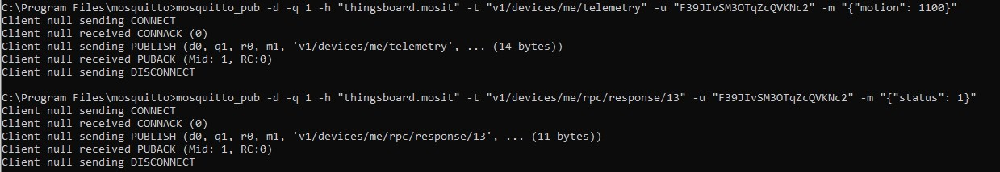 C:\Program Files\mosquitto>mosquitto_pub -d -q 1 -h "thingsboard.mosit" -t "v1/devices/me/telemetry" -u "F39JIvSM3OTqZcQVKNc2" -m "{"motion": 1100}"
Client null sending CONNECT
Client null received CONNACK (0)
Client null sending PUBLISH (d0, q1, r0, m1, 'v1/devices/me/telemetry', ... (14 bytes))
Client null received PUBACK (Mid: 1, RC:0)
Client null sending DISCONNECT
C:\Program Files\mosquitto>mosquitto_pub -d -q 1 -h "thingsboard.mosit" -t "v1/devices/me/rpc/response/13" -u "F39JIvSM3OTqZcQVKNc2" -m "{"status": 1}"
Client null sending CONNECT
Client null received CONNACK (0)
Client null sending PUBLISH (d0, q1, r0, m1, 'v1/devices/me/rpc/response/13', ... (11 bytes))
Client null received PUBACK (Mid: 1, RC:0)
Client null sending DISCONNECT